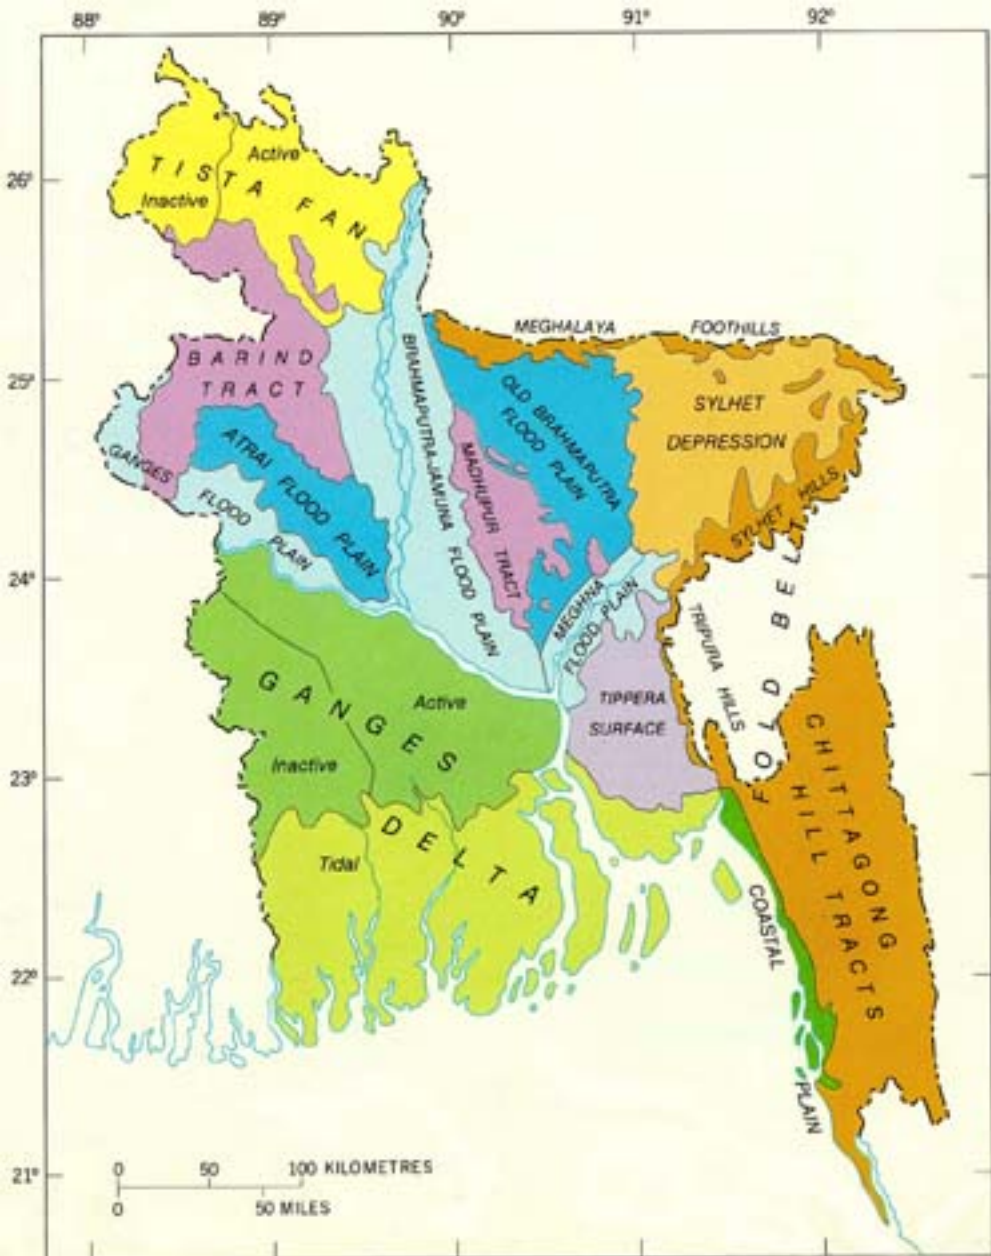 88° 89° 90° 91° 92°
26°
25°
24°
23°
22°
21°
TISTA FAN
Active
Inactive
MEGHALAYA FOOTHILLS
BARIND
TRACT
BRAHMAPUTRA-JAMUNA FLOOD PLAIN
OLD BRAHMAPUTRA
FLOOD PLAIN
SYLHET
DEPRESSION
ATRAI FLOOD PLAIN
GANGES FLOOD PLAIN
MADHUPUR TRACT
SYLHET HILLS
MEGHNA
FLOOD PLAIN
TRIPURA HILLS
FOLD BELT
TIPPERA
SURFACE
GANGES DELTA
Active
Inactive
Tidal
CHITTAGONG
HILL TRACTS
COASTAL PLAIN
0 50 100 KILOMETRES
0 50 MILES